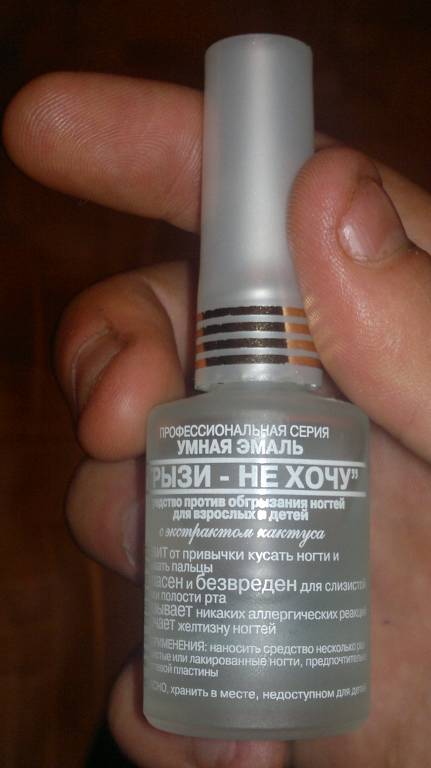 ПРОФЕССИОНАЛЬНАЯ СЕРИЯ
УМНАЯ ЭМАЛЬ
РЫЗИ - НЕ ХОЧУ”
против обгрызания ногтей
для взрослых и детей
с экстрактом кактуса
от привычки кусать ногти и
пальцы
и безвреден для слизистой
полости рта
никаких аллергических реакций
желтизну ногтей
наносить средство несколько раз
или лакированные ногти, предпочтительно
пластины
хранить в месте, недоступном для детей